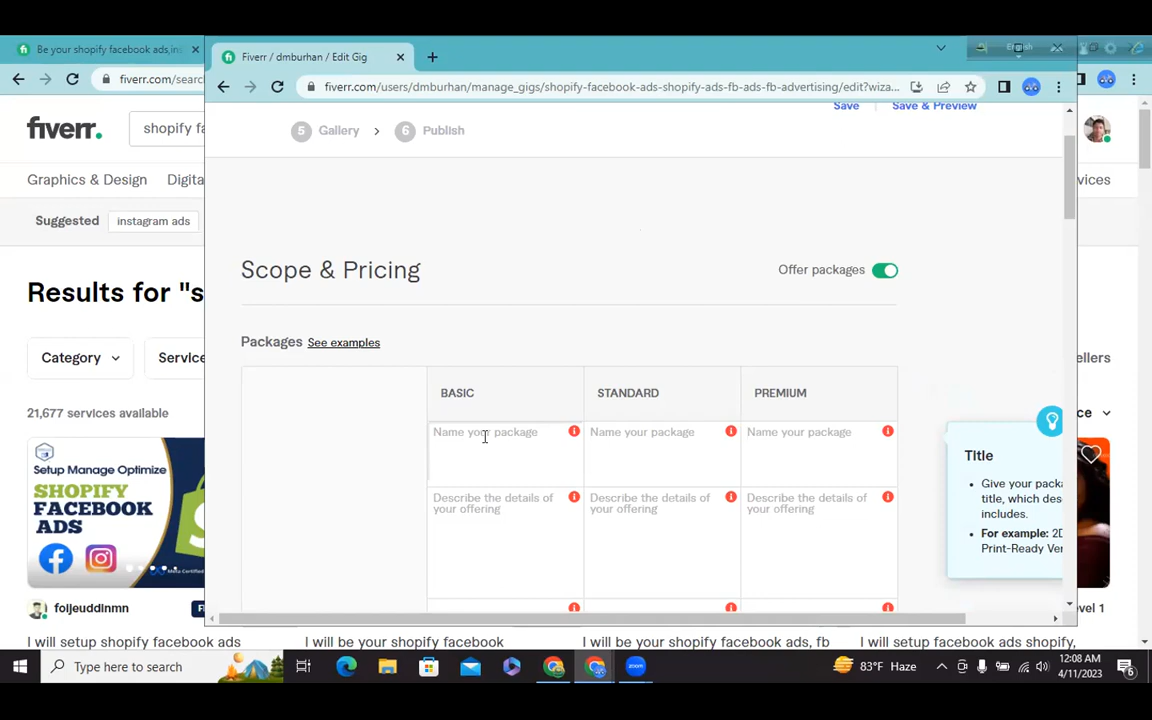 Be your shopify facebook ads,ins
Fiverr / dmburhan / Edit Gig
English
fiverr.com/searc
fiverr.com/users/dmburhan/manage_gigs/shopify-facebook-ads-shopify-ads-fb-ads-fb-advertising/edit?wiza...
Save
Save & Preview
fiverr.
shopify fa
5 Gallery
6 Publish
Graphics & Design
Digita
vices
Suggested
instagram ads
Scope & Pricing
Offer packages
Results for "s
Packages See examples
Category
Service
ellers
BASIC
STANDARD
PREMIUM
21,677 services available
ce
Name your package
Name your package
Name your package
Setup Manage Optimize
SHOPIFY
FACEBOOK
ADS
Title
Give your packa
title, which des
includes.
For example: 2D
Print-Ready Ver
Describe the details of
your offering
Describe the details of
your offering
Describe the details of
your offering
foijeuddinmn
evel 1
I will setup shopify facebook ads
I will be your shopify facebook
I will be your shopify facebook ads, fb
I will setup facebook ads shopify,
Type here to search
83°F Haze
12:08 AM
4/11/2023
6